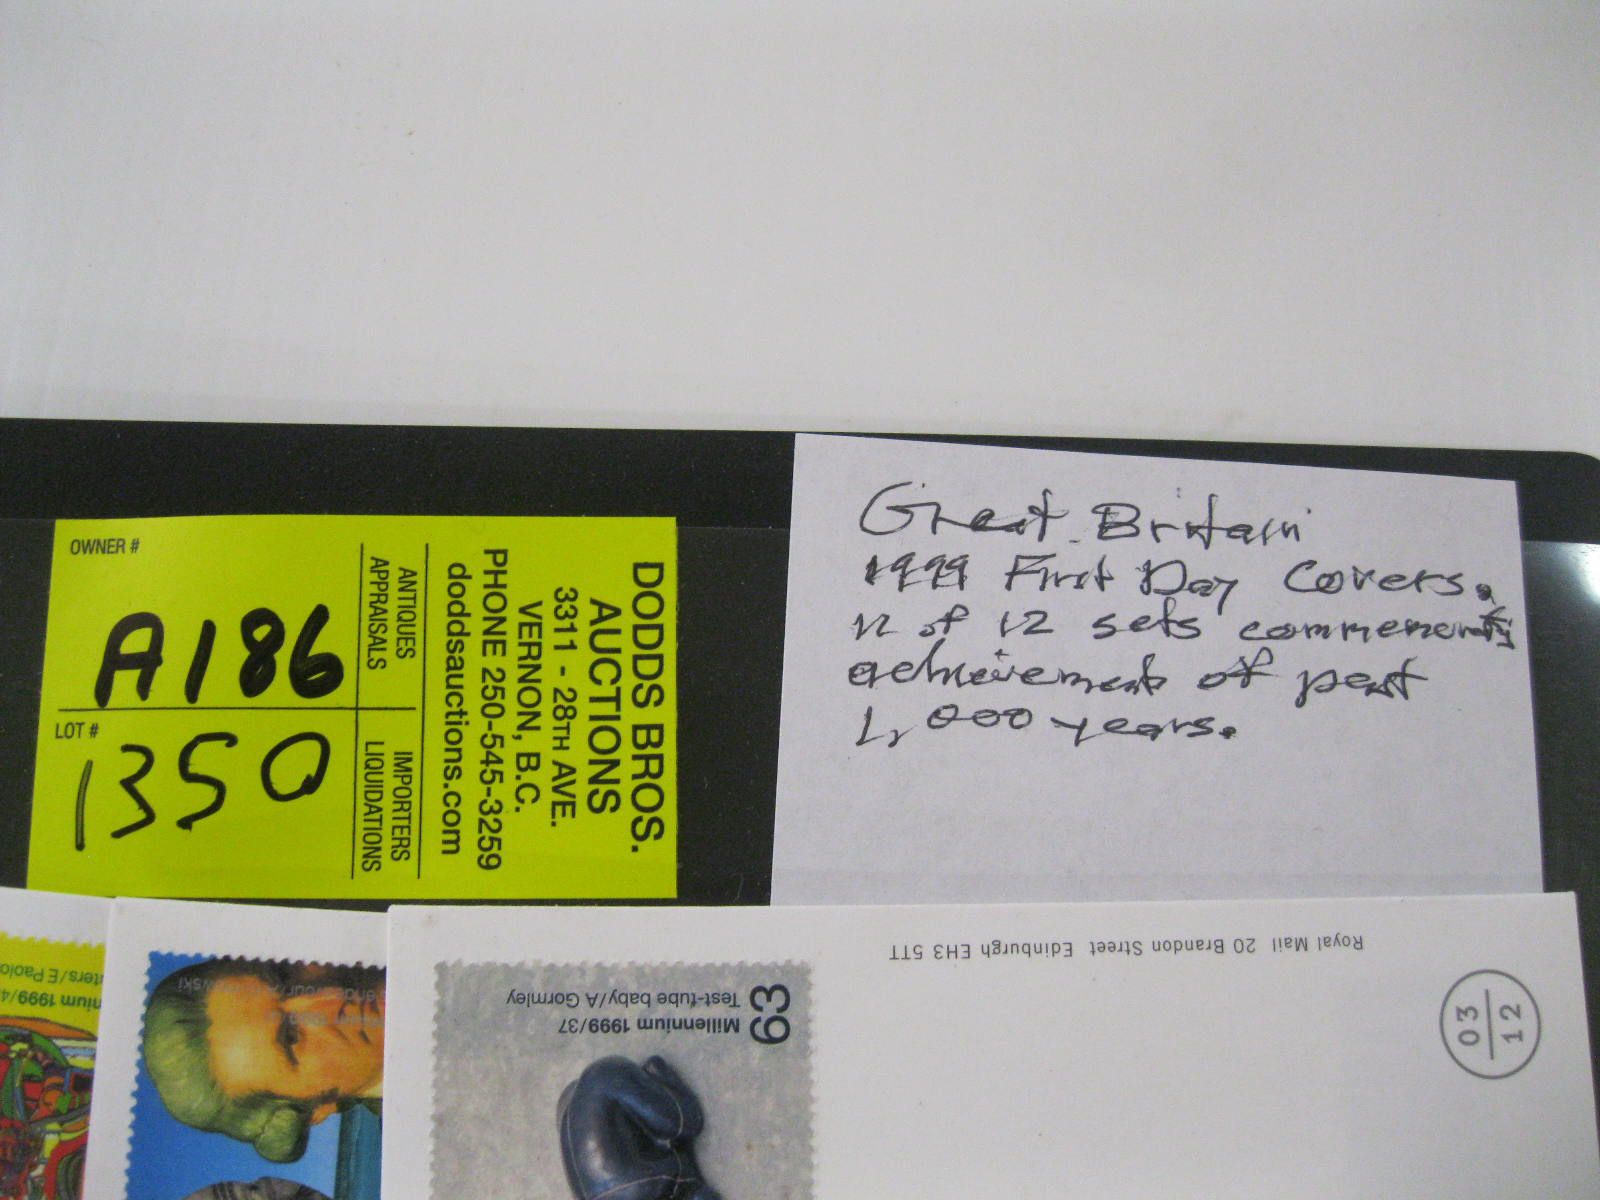 OWNER #
A186
LOT #
1350
ANTIQUES
APPRAISALS
IMPORTERS
LIQUIDATIONS
DODDS BROS.
AUCTIONS
3311 - 28TH AVE.
VERNON, B.C.
PHONE 250-545-3259
doddsauctions.com
Great Britain
1999 First Day Covers.
12 of 12 sets
achievements of past
1,000 years.
Royal Mail 20 Brandon Street Edinburgh EH3 5TT
03
12
63
Millennium 1999/37
Test-tube baby/A Gormley